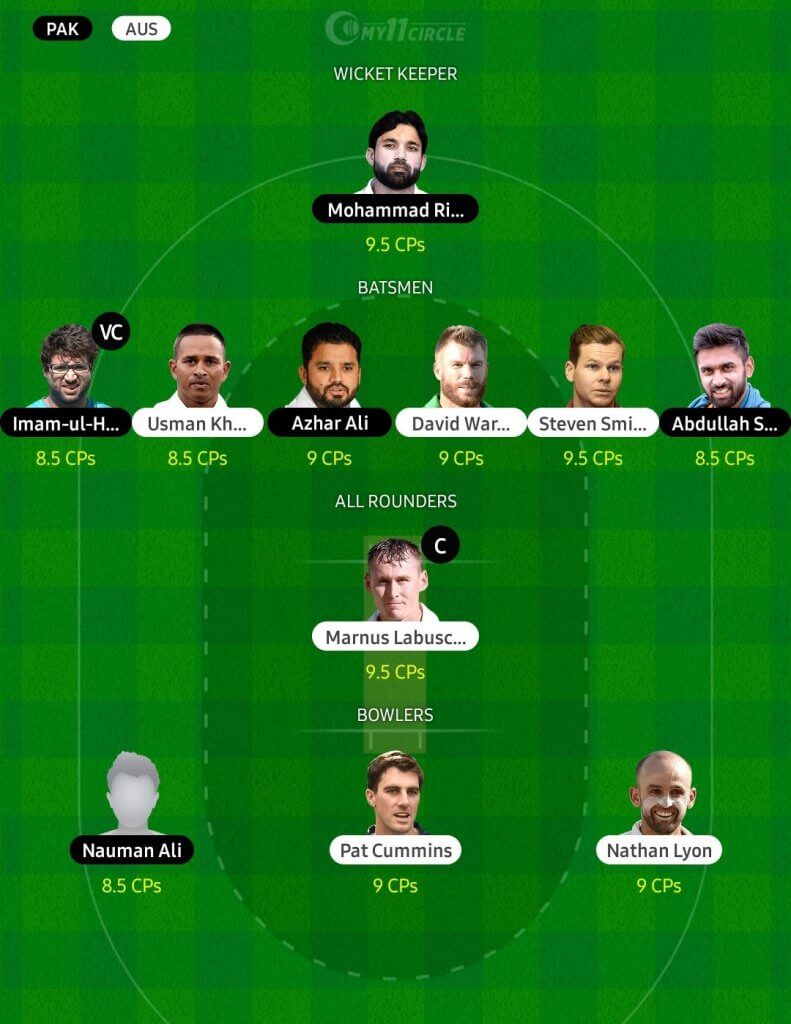 PAK AUS
MY11CIRCLE
WICKET KEEPER
Mohammad Ri...
9.5 CPs
BATSMEN
VC
Imam-ul-H... Usman Kh... Azhar Ali David War... Steven Smi... Abdullah S...
8.5 CPs 8.5 CPs 9 CPs 9 CPs 9.5 CPs 8.5 CPs
ALL ROUNDERS
C
Marnus Labusc...
9.5 CPs
BOWLERS
Nauman Ali Pat Cummins Nathan Lyon
8.5 CPs 9 CPs 9 CPs